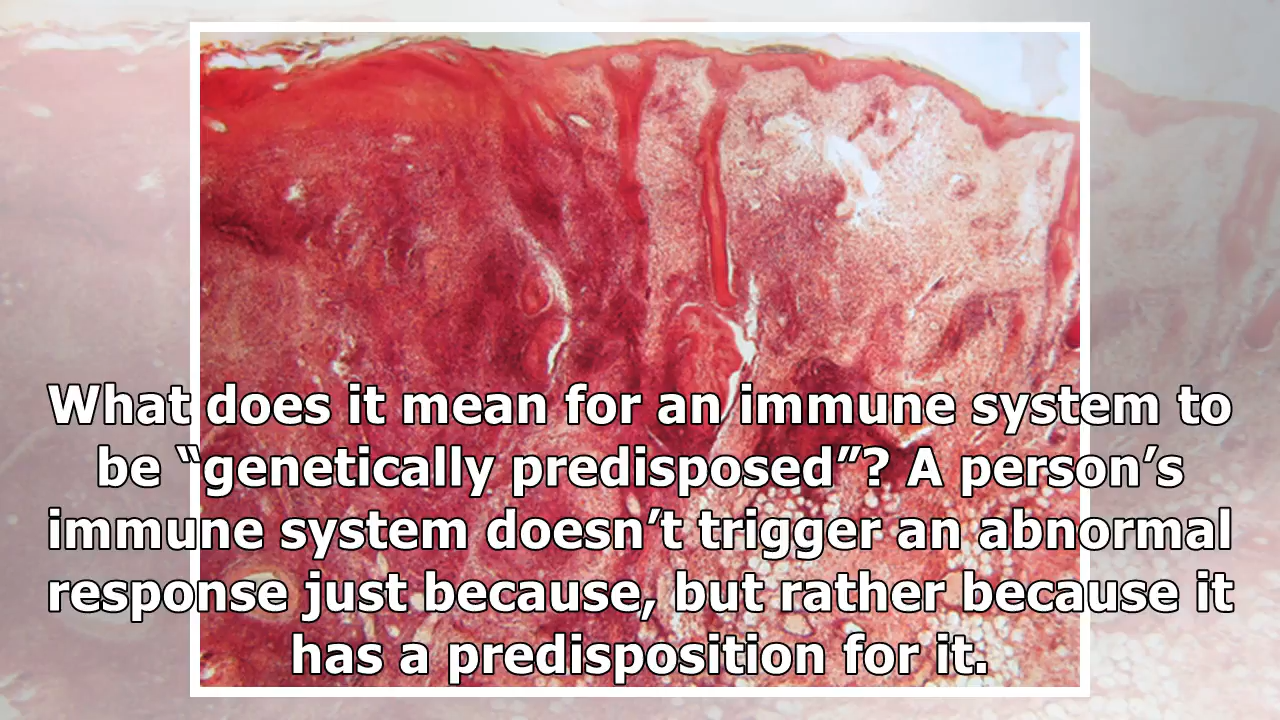 What does it mean for an immune system to
be “genetically predisposed”? A person’s
immune system doesn’t trigger an abnormal
response just because, but rather because it
has a predisposition for it.